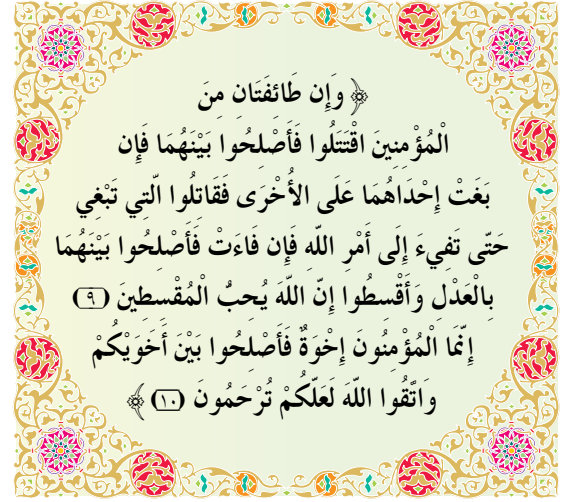 ﴿ وَإِن طَائِفَتَانِ مِنَ
الْمُؤْمِنِينَ اقْتَتَلُوا فَأَصْلِحُوا بَيْنَهُمَا فَإِن
بَغَتْ إِحْدَاهُمَا عَلَى الأُخْرَى فَقَاتِلُوا الَّتِي تَبْغِي
حَتَّى تَفِيءَ إِلَى أَمْرِ اللَّهِ فَإِن فَاءَتْ فَأَصْلِحُوا بَيْنَهُمَا
بِالْعَدْلِ وَأَقْسِطُوا إِنَّ اللَّهَ يُحِبُّ الْمُقْسِطِينَ (٩)
إِنَّمَا الْمُؤْمِنُونَ إِخْوَةٌ فَأَصْلِحُوا بَيْنَ أَخَوَيْكُمْ
وَاتَّقُوا اللَّهَ لَعَلَّكُمْ تُرْحَمُونَ (١٠) ﴾